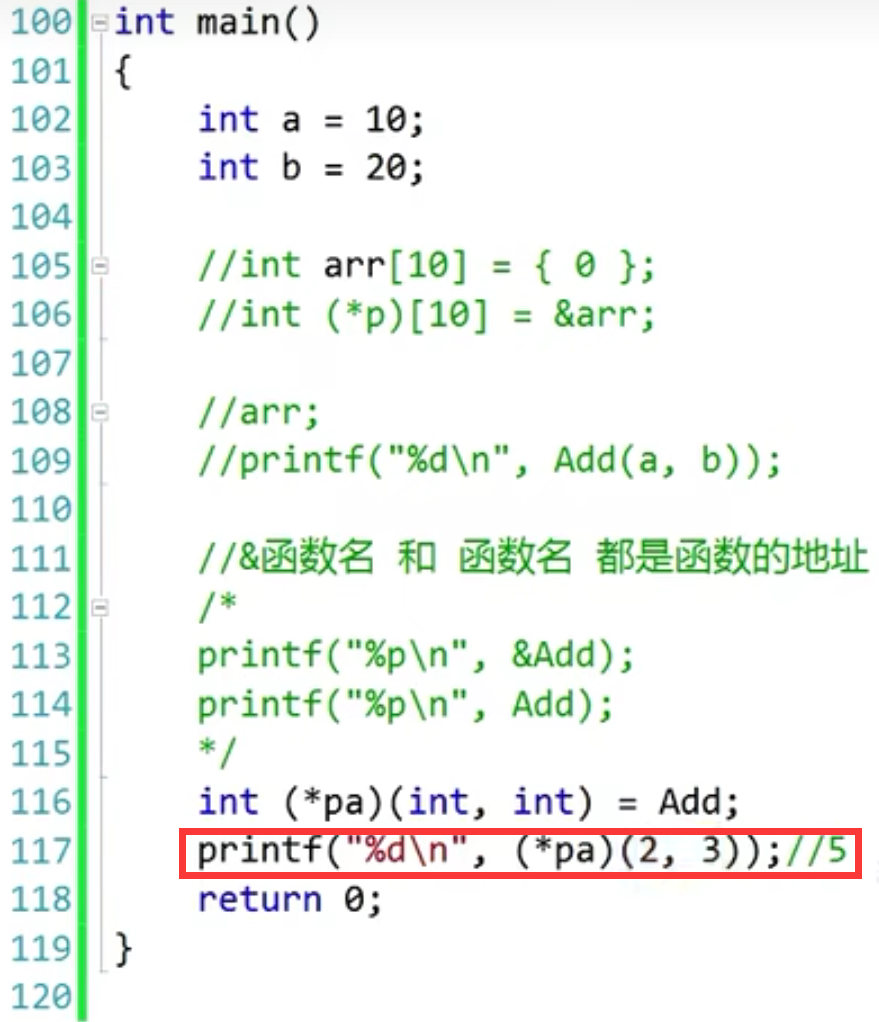 100 int main()
101 {
102 int a = 10;
103 int b = 20;
104
105 //int arr[10] = { 0 };
106 //int (*p)[10] = &arr;
107
108 //arr;
109 //printf("%d\n", Add(a, b));
110
111 //&函数名 和 函数名 都是函数的地址
112 /*
113 printf("%p\n", &Add);
114 printf("%p\n", Add);
115 */
116 int (*pa)(int, int) = Add;
117 printf("%d\n", (*pa)(2, 3));//5
118 return 0;
119 }
120